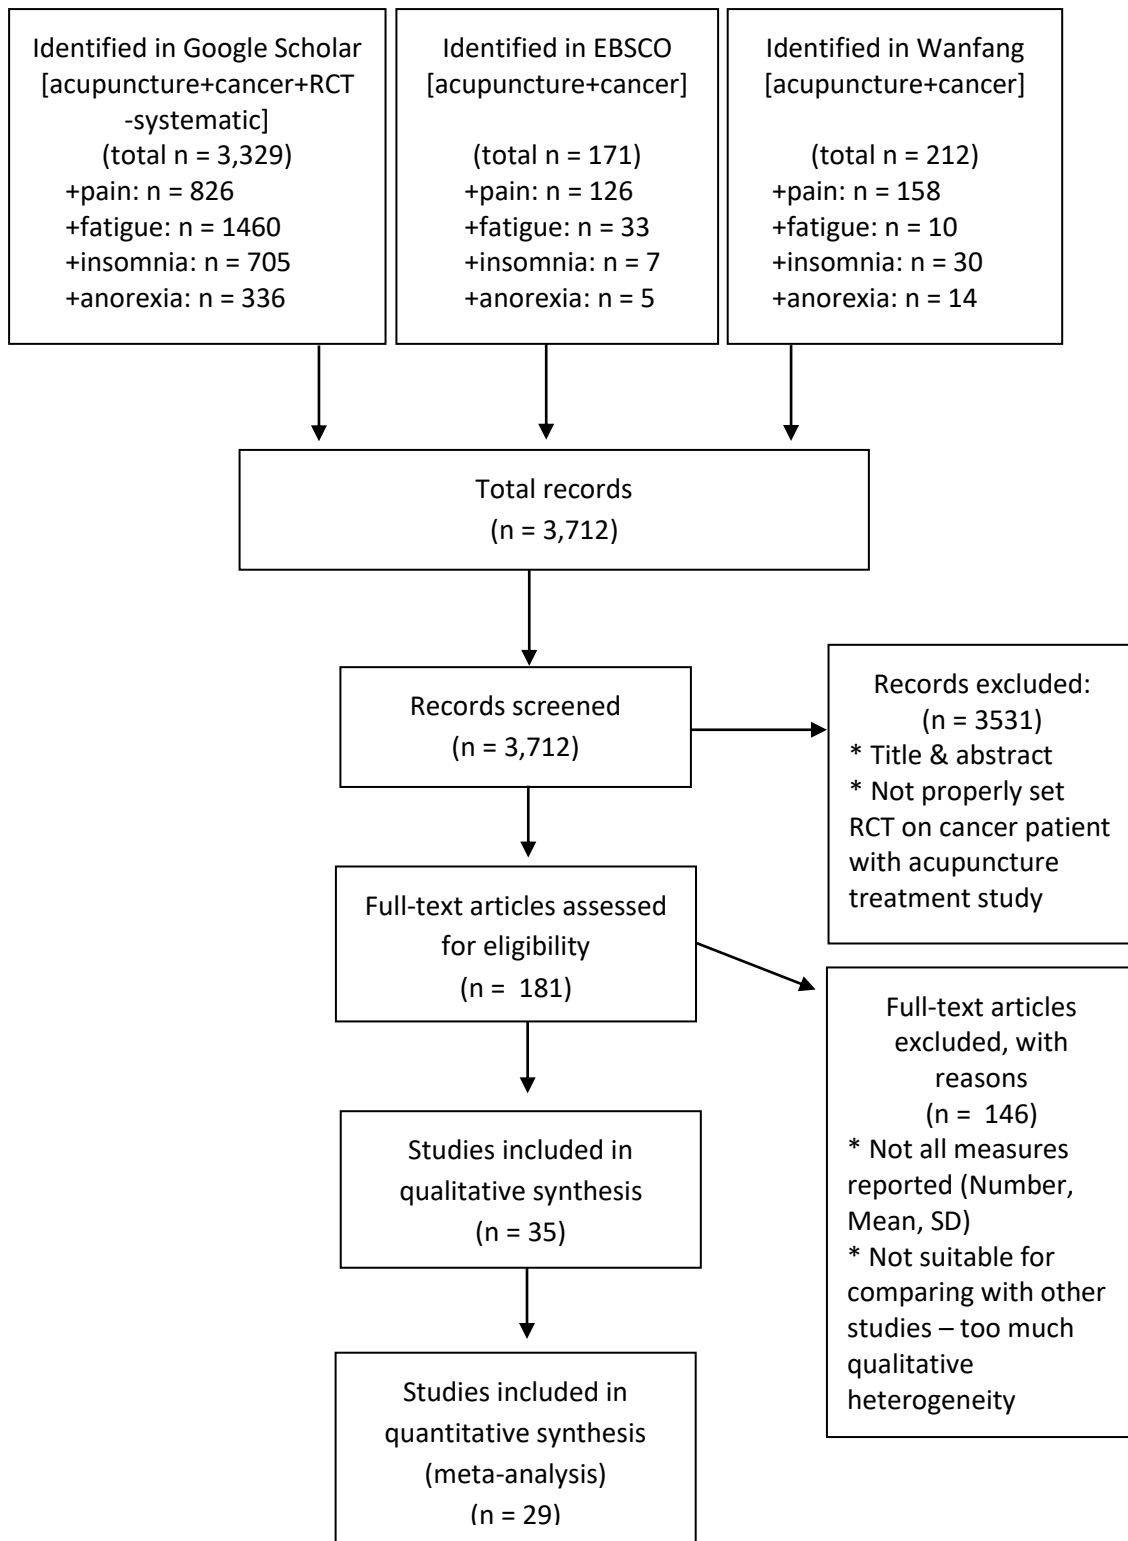 Identified in Google Scholar
[acupuncture+cancer+RCT
-systematic]
(total n = 3,329)
+pain: n = 826
+fatigue: n = 1460
+insomnia: n = 705
+anorexia: n = 336
Identified in EBSCO
[acupuncture+cancer]
(total n = 171)
+pain: n = 126
+fatigue: n = 33
+insomnia: n = 7
+anorexia: n = 5
Identified in Wanfang
[acupuncture+cancer]
(total n = 212)
+pain: n = 158
+fatigue: n = 10
+insomnia: n = 30
+anorexia: n = 14
Total records
(n = 3,712)
Records screened
(n = 3,712)
Records excluded:
(n = 3531)
* Title & abstract
* Not properly set
RCT on cancer patient
with acupuncture
treatment study
Full-text articles assessed
for eligibility
(n =  181)
Full-text articles
excluded, with
reasons
(n =  146)
* Not all measures
reported (Number,
Mean, SD)
* Not suitable for
comparing with other
studies – too much
qualitative
heterogeneity
Studies included in
qualitative synthesis
(n = 35)
Studies included in
quantitative synthesis
(meta-analysis)
(n = 29)